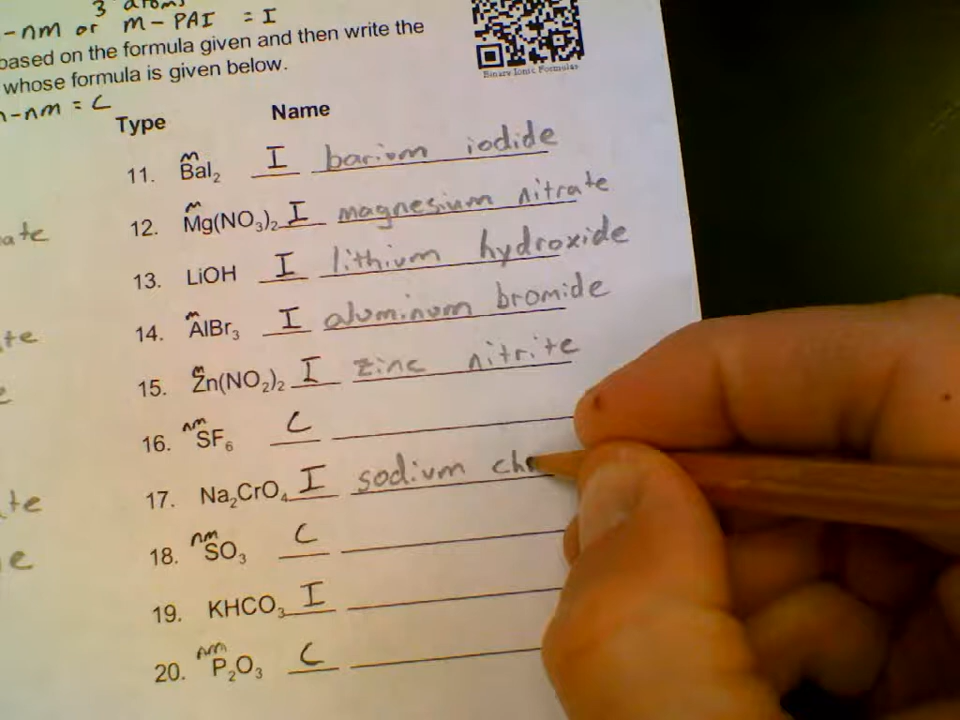 3 atoms
-nm or m-PAI = I
based on the formula given and then write the
whose formula is given below.
-nm = C
Binary Ionic Formulas
Type Name
11. m BaI₂ I barium iodide
12. m Mg(NO₃)₂ I magnesium nitrate
13. LiOH I lithium hydroxide
14. m AlBr₃ I aluminum bromide
15. m Zn(NO₂)₂ I zinc nitrite
16. nm SF₆ C
17. Na₂CrO₄ I sodium ch
18. nm SO₃ C
19. KHCO₃ I
20. nm P₂O₃ C
ate
te
e
te
e